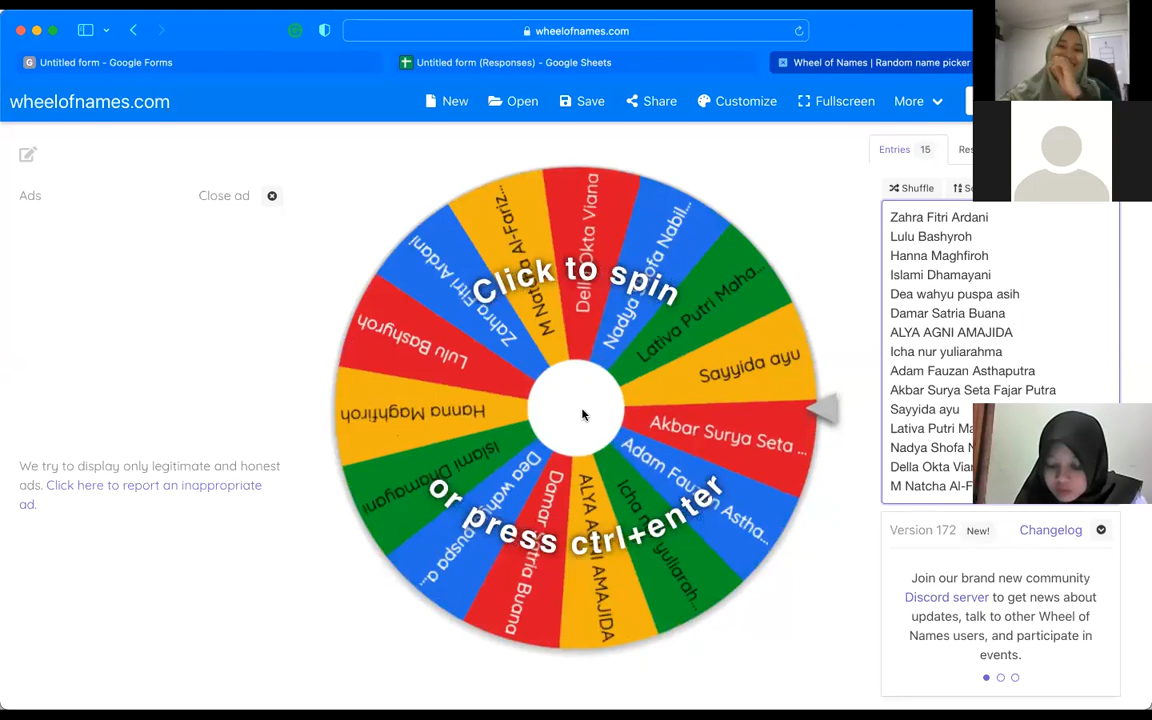 wheelofnames.com
Untitled form - Google Forms
Untitled form (Responses) - Google Sheets
Wheel of Names | Random name picker
wheelofnames.com
New
Open
Save
Share
Customize
Fullscreen
More
Entries 15
Res
Shuffle
Ads
Close ad
We try to display only legitimate and honest
ads. Click here to report an inappropriate
ad.
Click to spin
or press ctrl+enter
Della Okta Viana
Nadya Shofa Nabil...
Lativa Putri Maha...
Sayyida ayu
Akbar Surya Seta ...
Adam Fauzan Astha...
Icha nur yuliarah...
ALYA AGNI AMAJIDA
Damar Satria Buana
Dea wahyu puspa a...
Islami Dhamayani
Hanna Maghfiroh
Lulu Bashyroh
Zahra Fitri Ardani
M Natcha Al-Fariz...
Zahra Fitri Ardani
Lulu Bashyroh
Hanna Maghfiroh
Islami Dhamayani
Dea wahyu puspa asih
Damar Satria Buana
ALYA AGNI AMAJIDA
Icha nur yuliarahma
Adam Fauzan Asthaputra
Akbar Surya Seta Fajar Putra
Sayyida ayu
Lativa Putri Ma
Nadya Shofa N
Della Okta Vian
M Natcha Al-F
Version 172 New!
Changelog
Join our brand new community
Discord server to get news about
updates, talk to other Wheel of
Names users, and participate in
events.